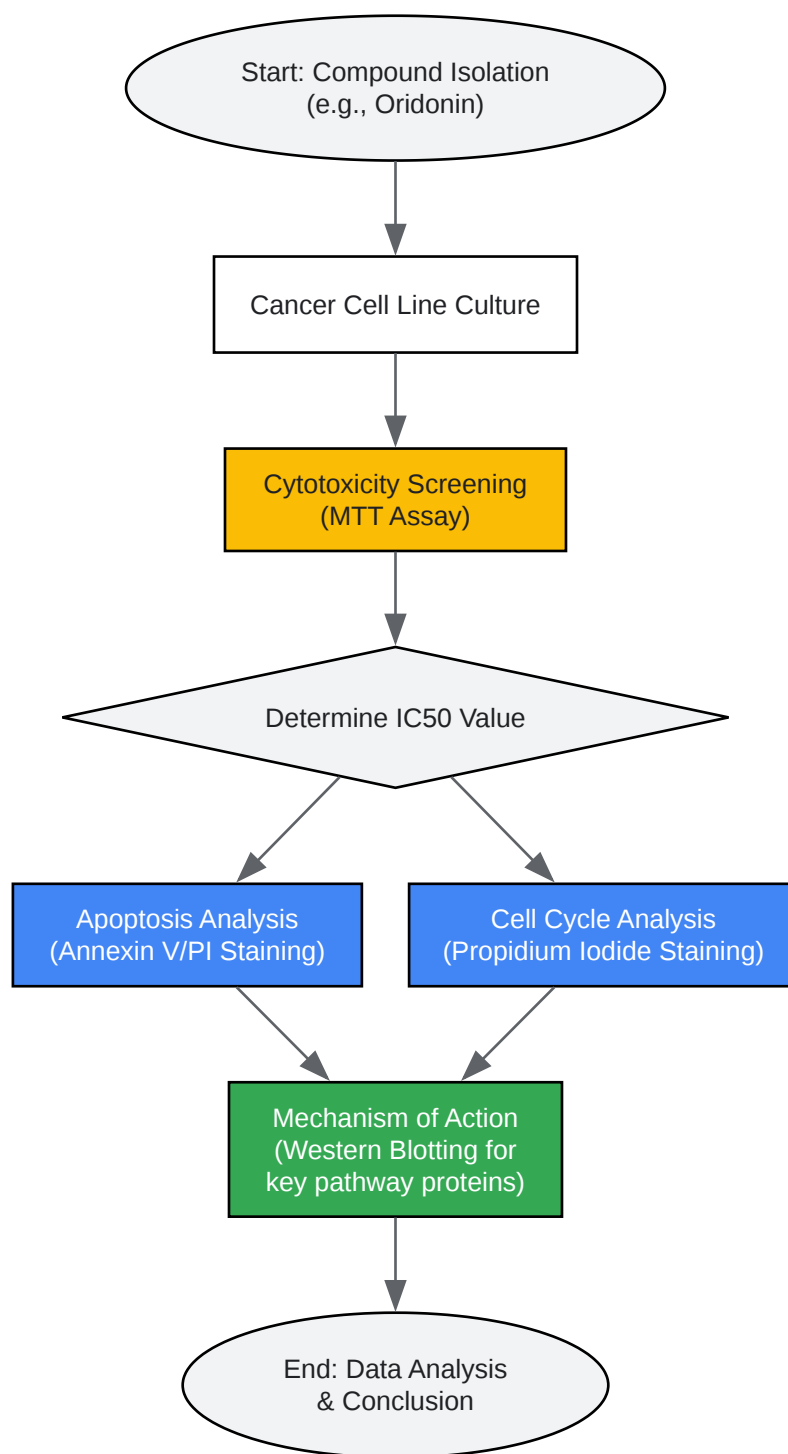 Start: Compound Isolation
(e.g., Oridonin)
Cancer Cell Line Culture
Cytotoxicity Screening
(MTT Assay)
Determine IC50 Value
Apoptosis Analysis
(Annexin V/PI Staining)
Cell Cycle Analysis
(Propidium Iodide Staining)
Mechanism of Action
(Western Blotting for
key pathway proteins)
End: Data Analysis
& Conclusion